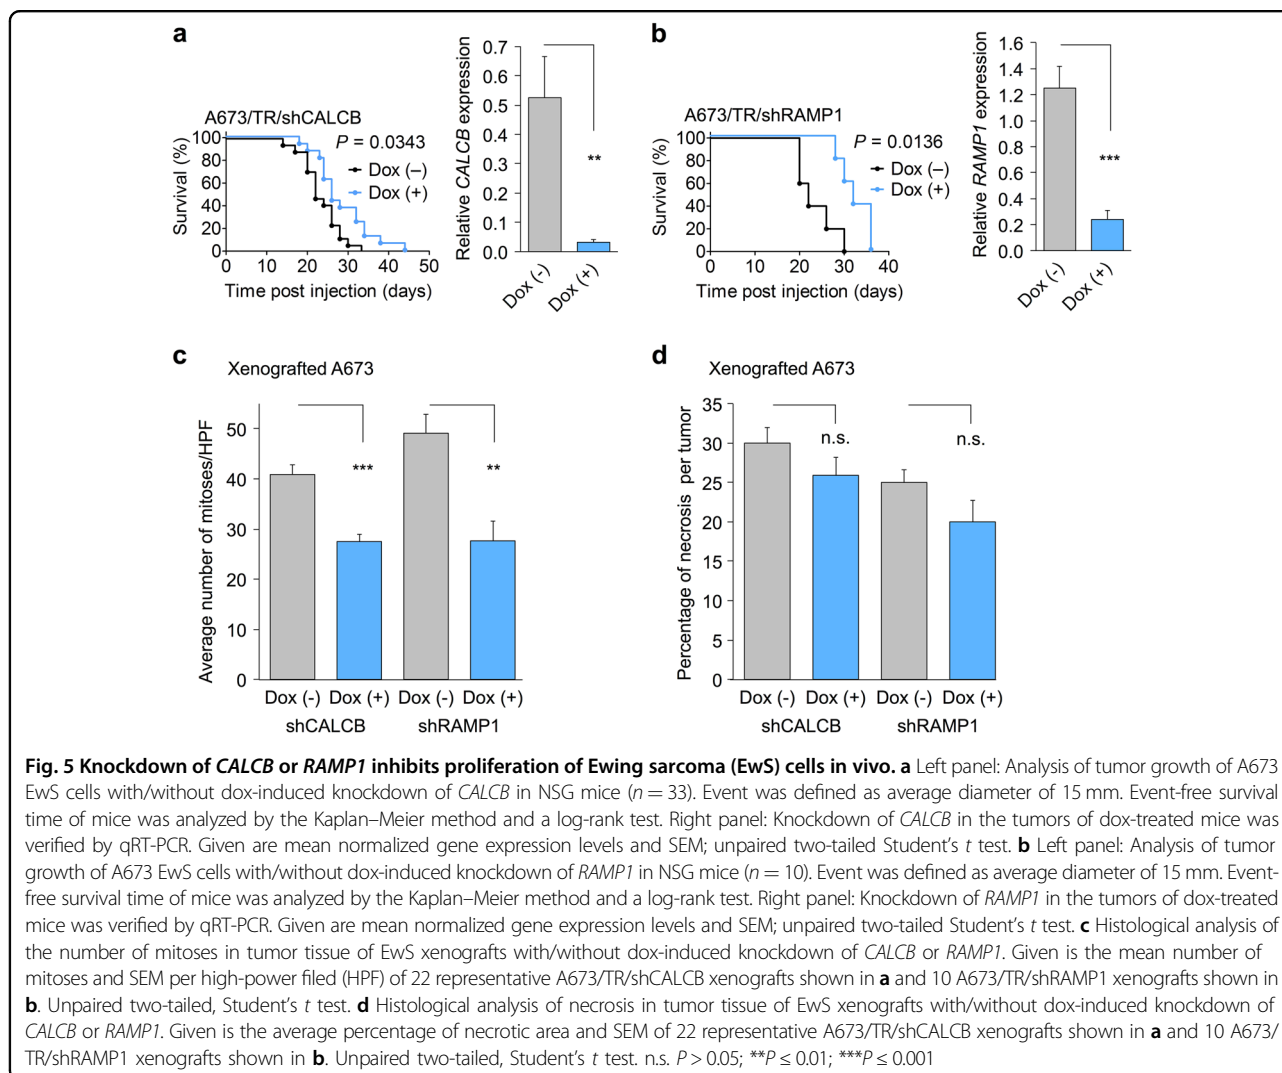 a
A673/TR/shCALCB
P = 0.0343
Dox (–)
Dox (+)
Survival (%)
100
80
60
40
20
0
0 10 20 30 40 50
Time post injection (days)
Relative CALCB expression
0.7
0.6
0.5
0.4
0.3
0.2
0.1
0.0
**
Dox (-)
Dox (+)
b
A673/TR/shRAMP1
P = 0.0136
Dox (–)
Dox (+)
Survival (%)
100
80
60
40
20
0
0 10 20 30 40
Time post injection (days)
Relative RAMP1 expression
1.6
1.4
1.2
1.0
0.8
0.6
0.4
0.2
0.0
***
Dox (-)
Dox (+)
c
Xenografted A673
Average number of mitoses/HPF
50
40
30
20
10
0
***
**
Dox (-) Dox (+) Dox (-) Dox (+)
shCALCB shRAMP1
d
Xenografted A673
Percentage of necrosis per tumor
35
30
25
20
15
10
5
0
n.s.
n.s.
Dox (-) Dox (+) Dox (-) Dox (+)
shCALCB shRAMP1
Fig. 5 Knockdown of CALCB or RAMP1 inhibits proliferation of Ewing sarcoma (EwS) cells in vivo. a Left panel: Analysis of tumor growth of A673
EwS cells with/without dox-induced knockdown of CALCB in NSG mice (n = 33). Event was defined as average diameter of 15 mm. Event-free survival
time of mice was analyzed by the Kaplan–Meier method and a log-rank test. Right panel: Knockdown of CALCB in the tumors of dox-treated mice was
verified by qRT-PCR. Given are mean normalized gene expression levels and SEM; unpaired two-tailed Student's t test. b Left panel: Analysis of tumor
growth of A673 EwS cells with/without dox-induced knockdown of RAMP1 in NSG mice (n = 10). Event was defined as average diameter of 15 mm. Event-
free survival time of mice was analyzed by the Kaplan–Meier method and a log-rank test. Right panel: Knockdown of RAMP1 in the tumors of dox-treated
mice was verified by qRT-PCR. Given are mean normalized gene expression levels and SEM; unpaired two-tailed Student's t test. c Histological analysis of
the number of mitoses in tumor tissue of EwS xenografts with/without dox-induced knockdown of CALCB or RAMP1. Given is the mean number of
mitoses and SEM per high-power filed (HPF) of 22 representative A673/TR/shCALCB xenografts shown in a and 10 A673/TR/shRAMP1 xenografts shown in
b. Unpaired two-tailed, Student's t test. d Histological analysis of necrosis in tumor tissue of EwS xenografts with/without dox-induced knockdown of
CALCB or RAMP1. Given is the average percentage of necrotic area and SEM of 22 representative A673/TR/shCALCB xenografts shown in a and 10 A673/
TR/shRAMP1 xenografts shown in b. Unpaired two-tailed, Student's t test. n.s. P > 0.05; **P ≤ 0.01; ***P ≤ 0.001